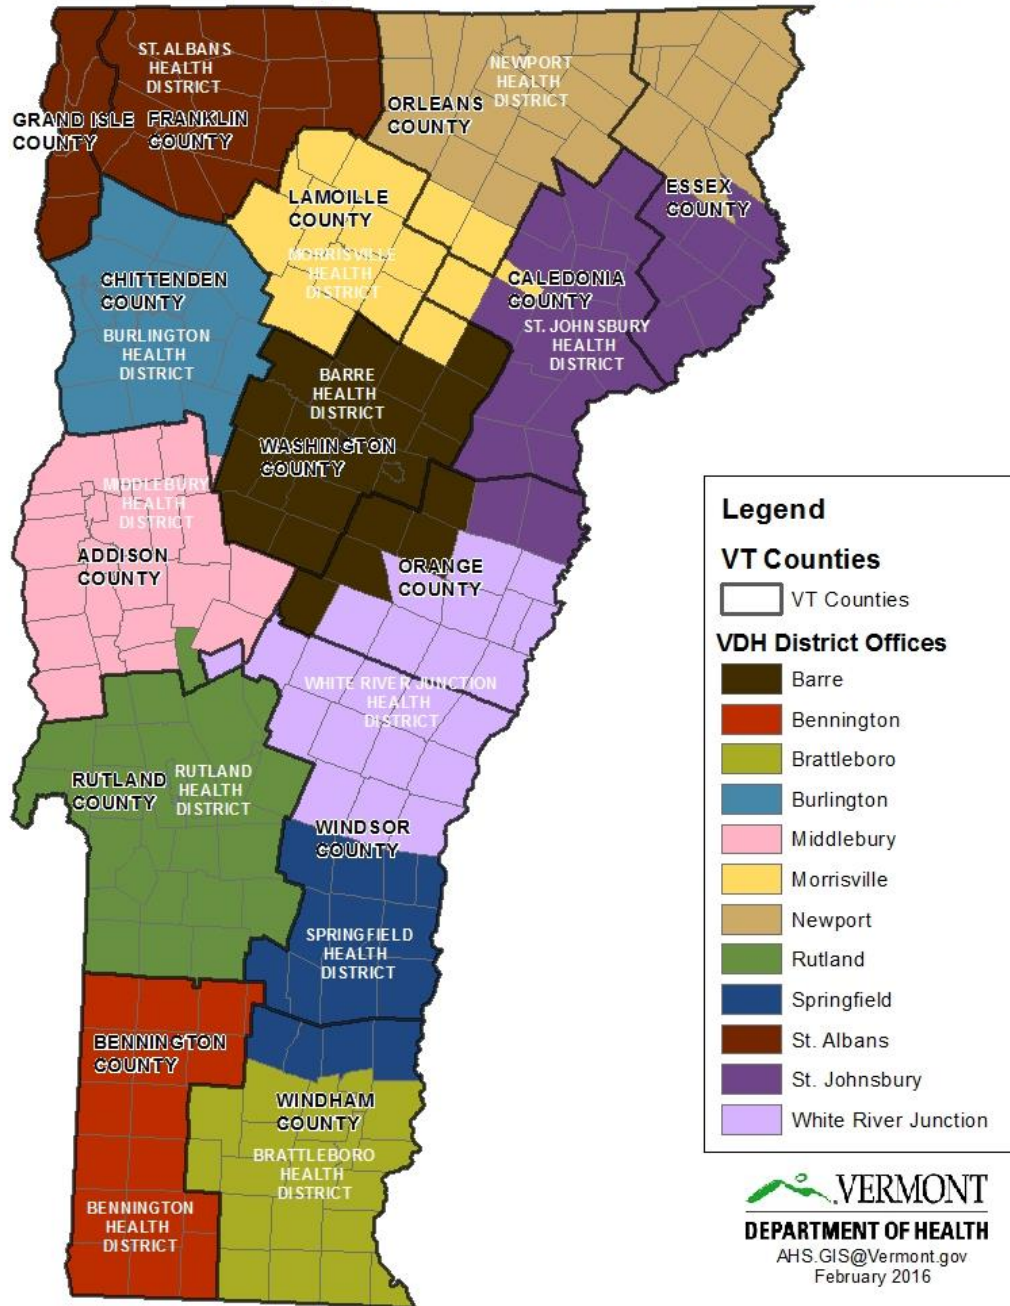 ST. ALBANS
HEALTH
DISTRICT
NEWPORT
HEALTH
DISTRICT
GRAND ISLE
COUNTY
FRANKLIN
COUNTY
ORLEANS
COUNTY
LAMOILLE
COUNTY
ESSEX
COUNTY
MORRISVILLE
HEALTH
DISTRICT
CHITTENDEN
COUNTY
CALEDONIA
COUNTY
BURLINGTON
HEALTH
DISTRICT
ST. JOHNSBURY
HEALTH
DISTRICT
BARRE
HEALTH
DISTRICT
WASHINGTON
COUNTY
MIDDLEBURY
HEALTH
DISTRICT
ADDISON
COUNTY
ORANGE
COUNTY
WHITE RIVER JUNCTION
HEALTH
DISTRICT
RUTLAND
COUNTY
RUTLAND
HEALTH
DISTRICT
WINDSOR
COUNTY
SPRINGFIELD
HEALTH
DISTRICT
BENNINGTON
COUNTY
WINDHAM
COUNTY
BRATTLEBORO
HEALTH
DISTRICT
BENNINGTON
HEALTH
DISTRICT
Legend
VT Counties
VT Counties
VDH District Offices
Barre
Bennington
Brattleboro
Burlington
Middlebury
Morrisville
Newport
Rutland
Springfield
St. Albans
St. Johnsbury
White River Junction
VERMONT
DEPARTMENT OF HEALTH
AHS.GIS@Vermont.gov
February 2016